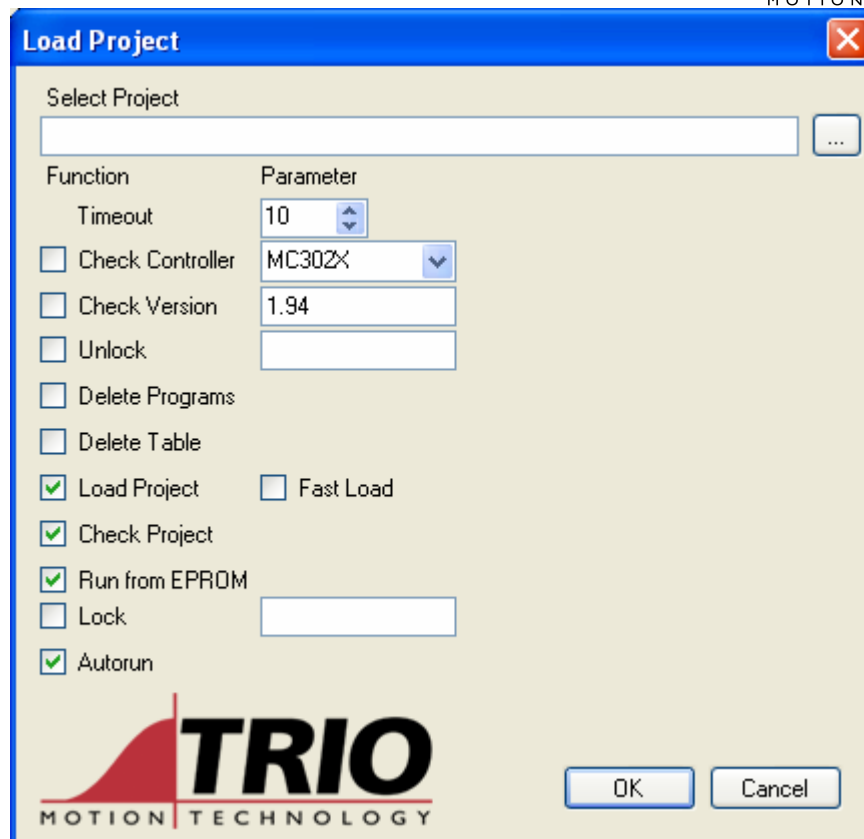 MOTION
Load Project
Select Project
...
Function Parameter
Timeout 10
Check Controller MC302X
Check Version 1.94
Unlock
Delete Programs
Delete Table
Load Project Fast Load
Check Project
Run from EPROM
Lock
Autorun
TRIO
MOTION TECHNOLOGY
OK Cancel